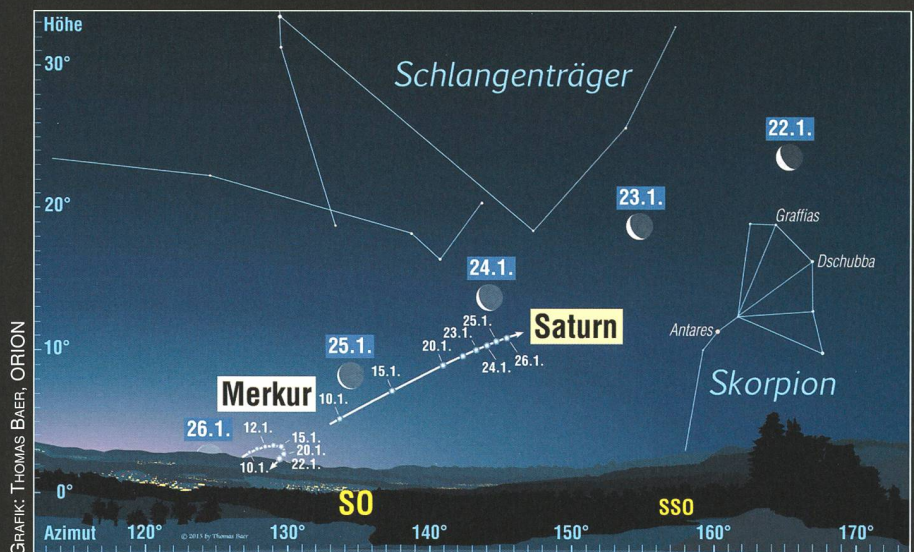 Höhe
30°
Schlangenträger
22.1.
20°
23.1.
Graffias
Dschubba
24.1.
25.1.
23.1.
Saturn
Antares
20.1.
24.1.
26.1.
10°
25.1.
15.1.
Merkur
10.1.
Skorpion
26.1.
12.1.
15.1.
20.1.
10.1.
22.1.
0°
SO
SSO
Azimut
120°
© 2015 by Thomas Baer
130°
140°
150°
160°
170°
GRAFIK: THOMAS BAER, ORION